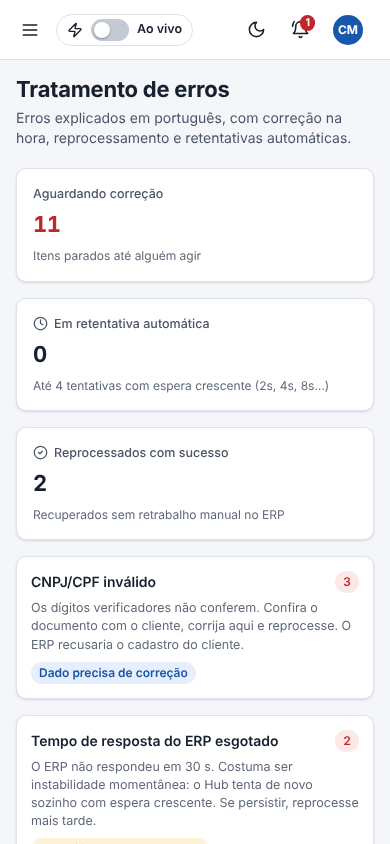 Ao vivo
1
CM
Tratamento de erros
Erros explicados em português, com correção na
hora, reprocessamento e retentativas automáticas.
Aguardando correção
11
Itens parados até alguém agir
Em retentativa automática
0
Até 4 tentativas com espera crescente (2s, 4s, 8s...)
Reprocessados com sucesso
2
Recuperados sem retrabalho manual no ERP
CNPJ/CPF inválido
3
Os dígitos verificadores não conferem. Confira o
documento com o cliente, corrija aqui e reprocesse. O
ERP recusaria o cadastro do cliente.
Dado precisa de correção
Tempo de resposta do ERP esgotado
2
O ERP não respondeu em 30 s. Costuma ser
instabilidade momentânea: o Hub tenta de novo
sozinho com espera crescente. Se persistir, reprocesse
mais tarde.